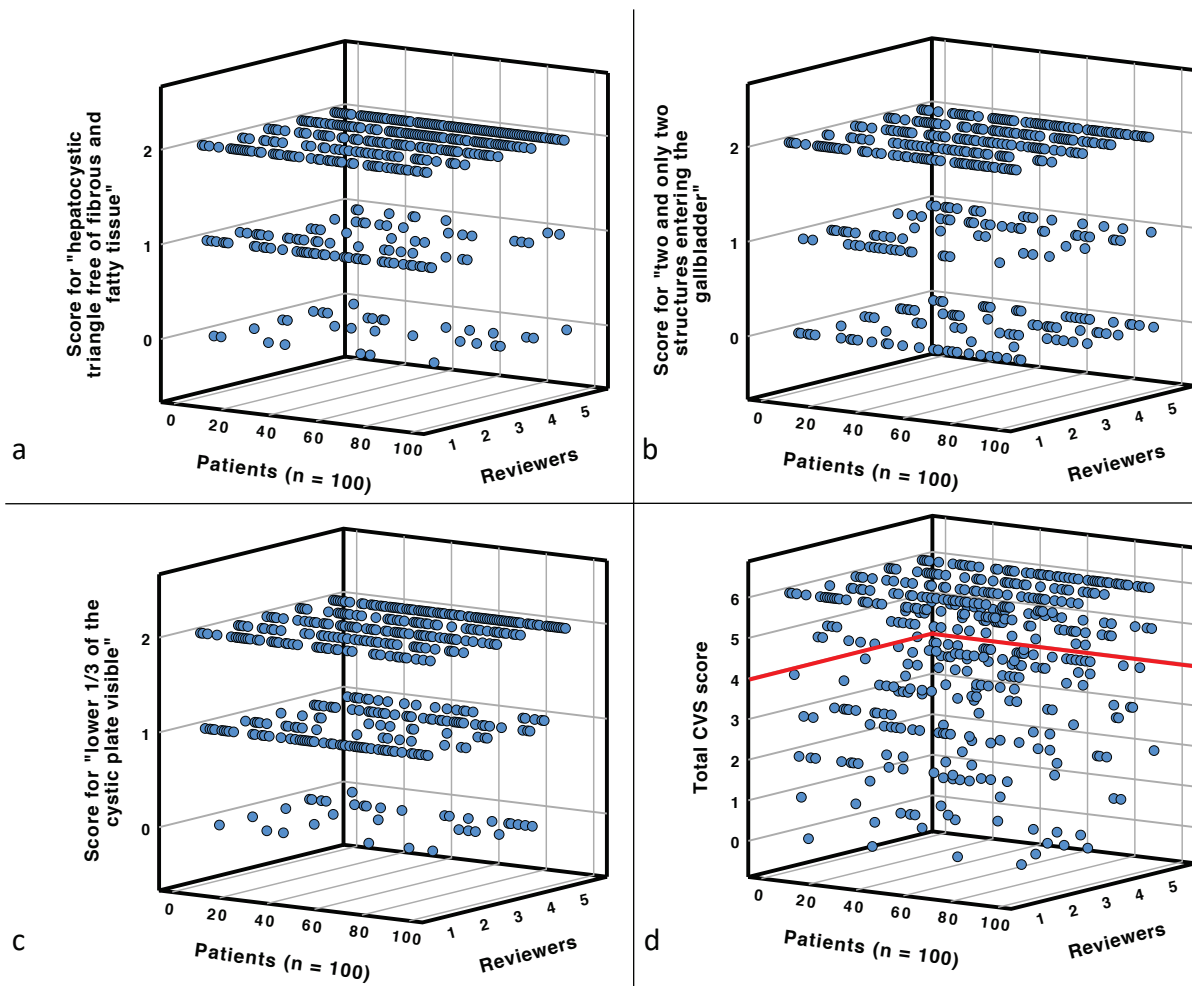 Score for "hepatocystic
triangle free of fibrous and
fatty tissue"
2
1
0
0
20
40
60
80
100
1
2
3
4
5
Patients (n = 100)
Reviewers
a
Score for "two and only two
structures entering the
gallbladder"
2
1
0
0
20
40
60
80
100
1
2
3
4
5
Patients (n = 100)
Reviewers
b
Score for "lower 1/3 of the
cystic plate visible"
2
1
0
0
20
40
60
80
100
1
2
3
4
5
Patients (n = 100)
Reviewers
c
Total CVS score
6
5
4
3
2
1
0
0
20
40
60
80
100
1
2
3
4
5
Patients (n = 100)
Reviewers
d